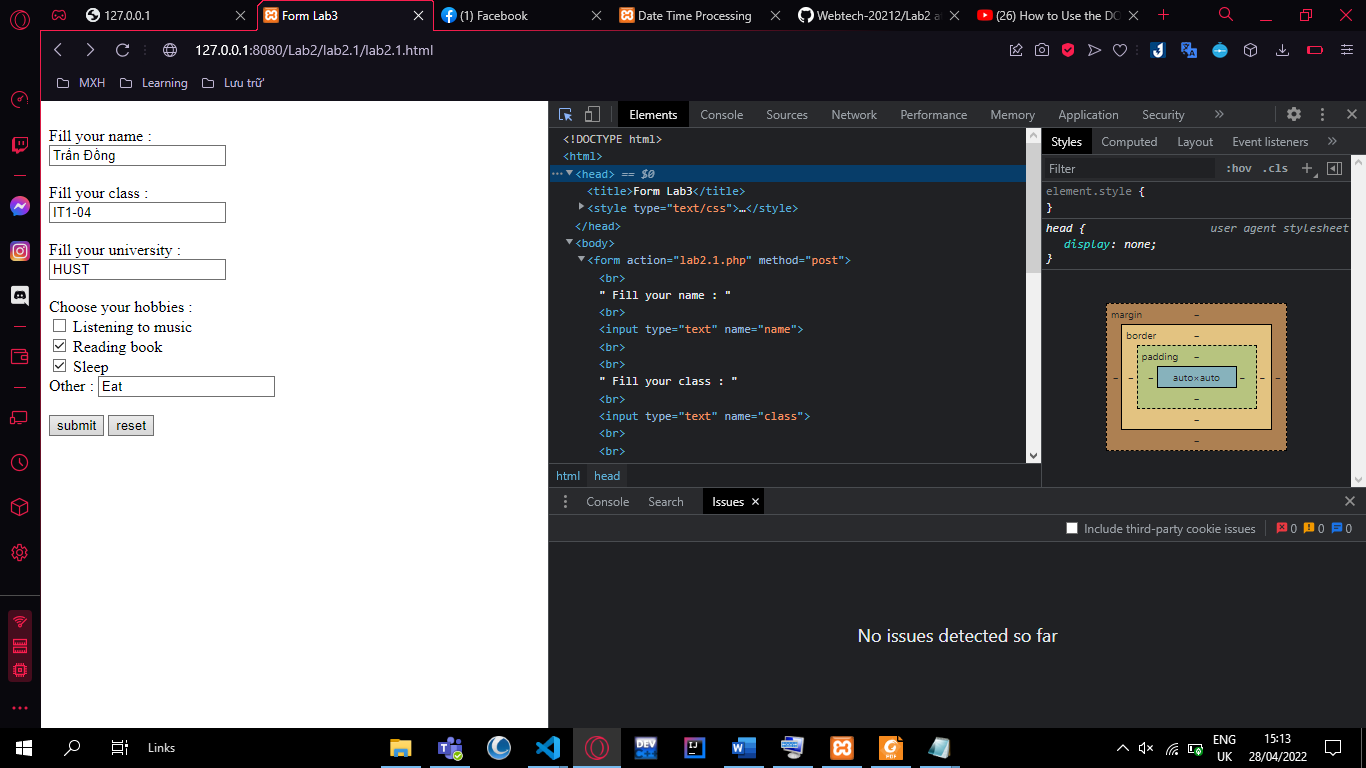 127.0.0.1
Form Lab3
(1) Facebook
Date Time Processing
Webtech-20212/Lab2 at
(26) How to Use the DO
127.0.0.1:8080/Lab2/lab2.1/lab2.1.html
MXH
Learning
Lưu trữ
Fill your name :
Trần Đồng
Fill your class :
IT1-04
Fill your university :
HUST
Choose your hobbies :
Listening to music
Reading book
Sleep
Other : Eat
submit reset
Elements Console Sources Network Performance Memory Application Security »
<!DOCTYPE html>
<html>
··· <head> == $0
<title>Form Lab3</title>
<style type="text/css">…</style>
</head>
<body>
<form action="lab2.1.php" method="post">
<br>
" Fill your name : "
<br>
<input type="text" name="name">
<br>
<br>
" Fill your class : "
<br>
<input type="text" name="class">
<br>
<br>
html head
Styles Computed Layout Event listeners »
Filter :hov .cls +
element.style {
}
head { user agent stylesheet
display: none;
}
margin –
border –
padding –
– – – auto×auto – – –
–
–
–
Console Search Issues
Include third-party cookie issues 0 0 0
No issues detected so far
Links
DEV
C++
IJ
W
PDF
ENG
UK
15:13
28/04/2022